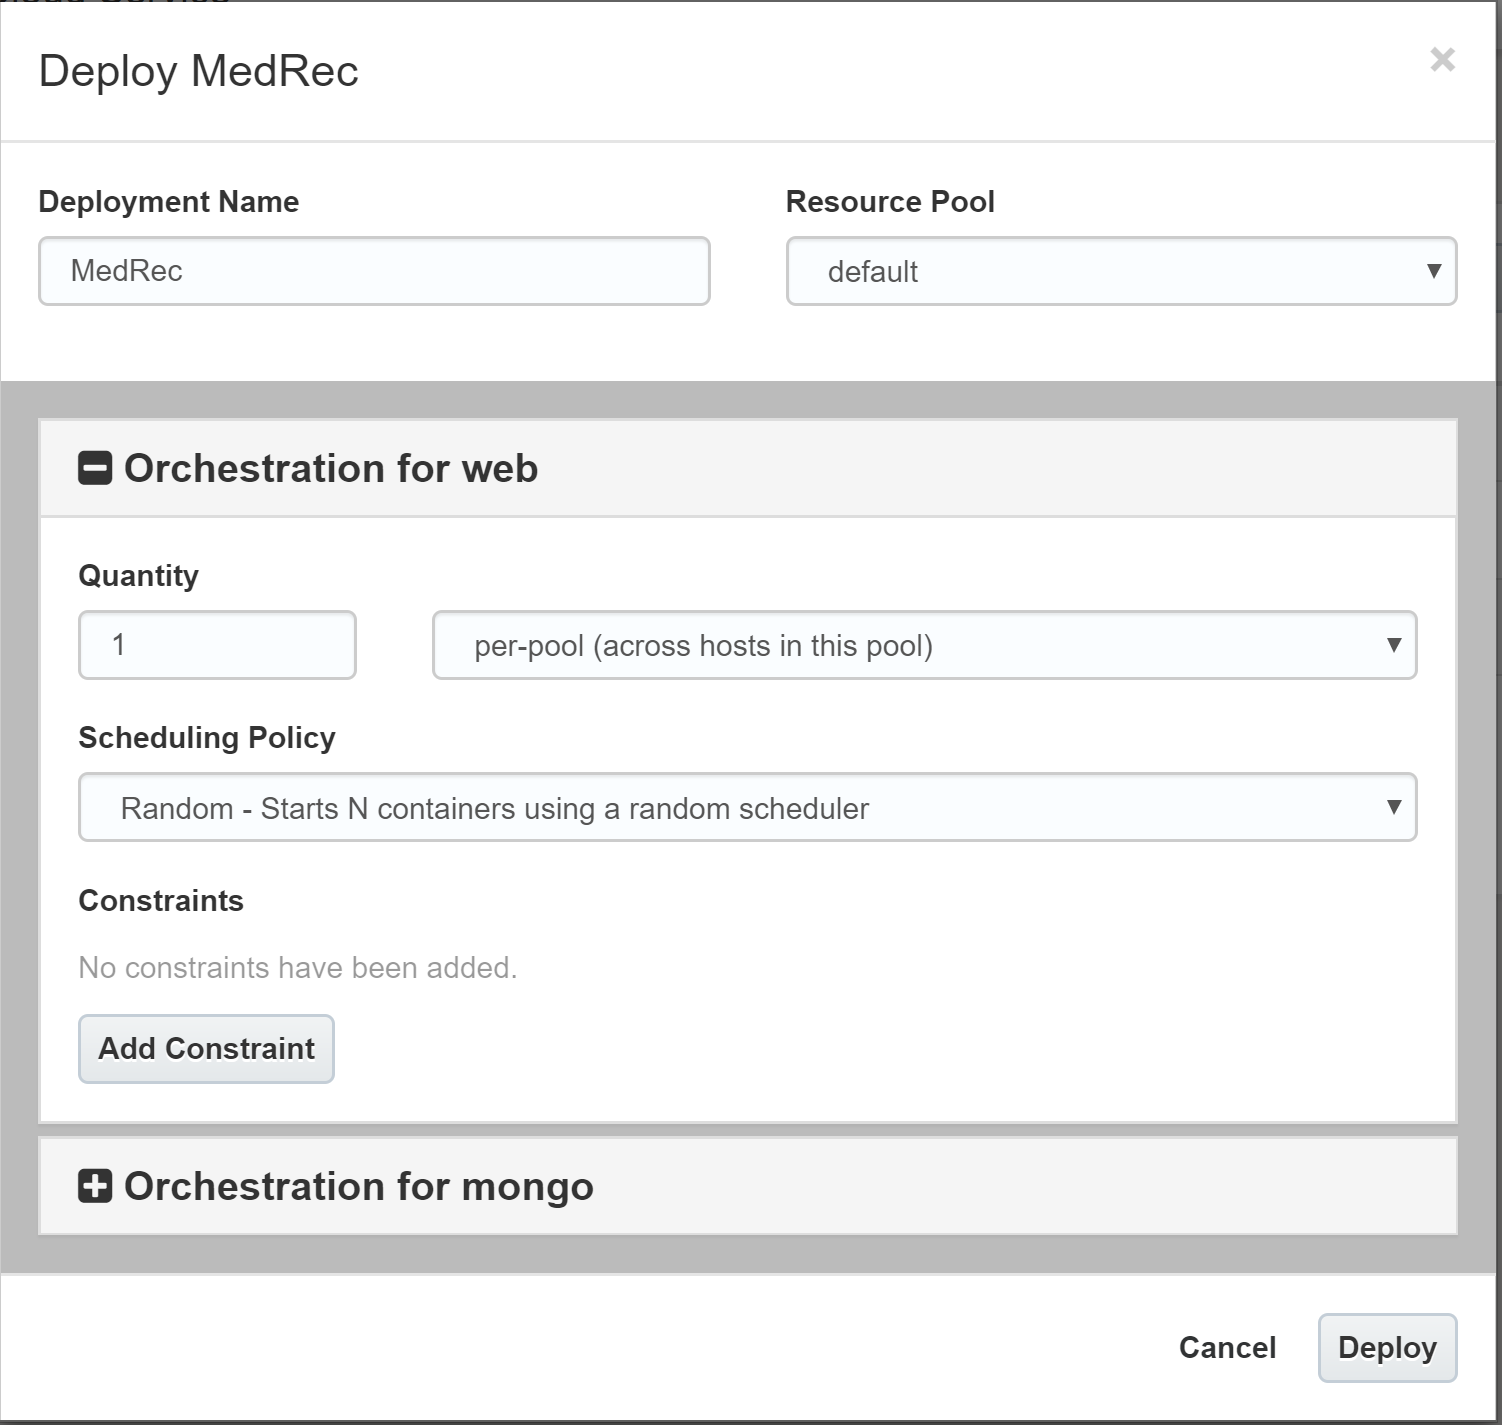 Deploy MedRec
×
Deployment Name
Resource Pool
MedRec
default
Orchestration for web
Quantity
1
per-pool (across hosts in this pool)
Scheduling Policy
Random - Starts N containers using a random scheduler
Constraints
No constraints have been added.
Add Constraint
Orchestration for mongo
Cancel
Deploy